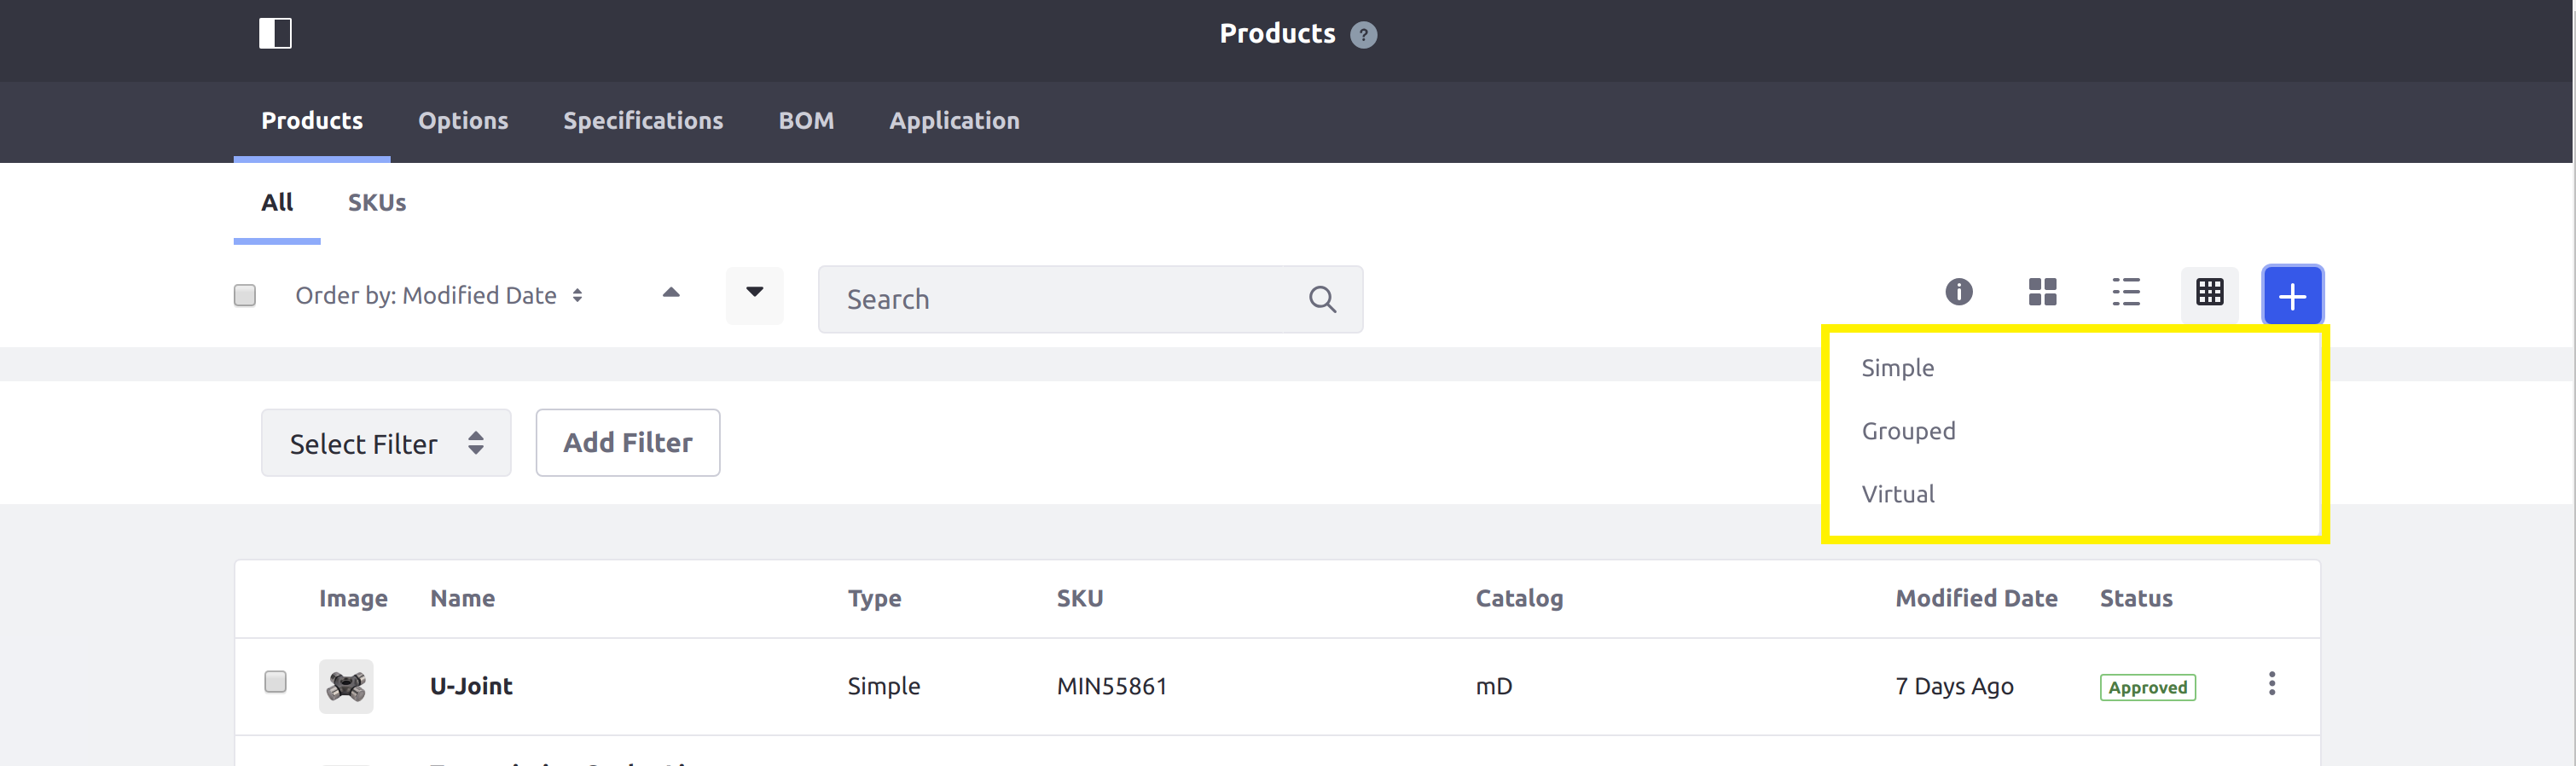 Products ?
Products Options Specifications BOM Application
All SKUs
Order by: Modified Date Search
Simple
Select Filter Add Filter Grouped
Virtual
Image Name Type SKU Catalog Modified Date Status
U-Joint Simple MIN55861 mD 7 Days Ago Approved